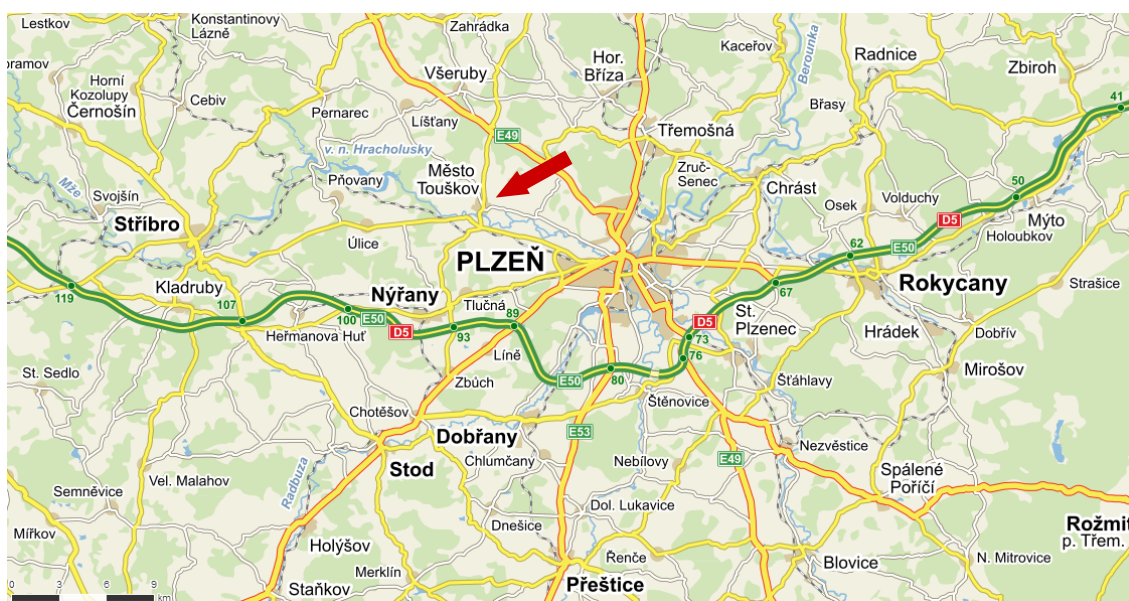 Lestkov
Konstantinovy
Lázně
Zahrádka
Hor.
Bříza
Kaceřov
Berounka
Radnice
Zbiroh
41
Horní
Kozolupy
Černošín
Cebiv
Pernarec
Všeruby
Líšťany
E49
Třemošná
Břasy
v. n. Hracholusky
Město
Touškov
Zruč-
Senec
Chrást
Volduchy
50
Mže
Svojšín
Pňovany
Stříbro
Úlice
PLZEŇ
Osek
D5
Mýto
Holoubkov
62
E50
119
Kladruby
107
Nýřany
Tlučná
67
Rokycany
Strašice
100
E50
D5
93
89
Líně
St.
Plzenec
D5
73
76
Hrádek
Dobřív
Heřmanova Huť
St. Sedlo
Zbůch
E50
80
Štěnovice
Šťáhlavy
Mirošov
Chotěšov
Dobřany
Chlumčany
E53
Nebílovy
E49
Nezvěstice
Stod
Radbuza
Semněvice
Vel. Malahov
Spálené
Poříčí
Mířkov
Dnešice
Dol. Lukavice
Rožmit
p. Třem.
Holýšov
Řenče
Blovice
N. Mitrovice
Merklín
Přeštice
Staňkov
0 3 6 9
km